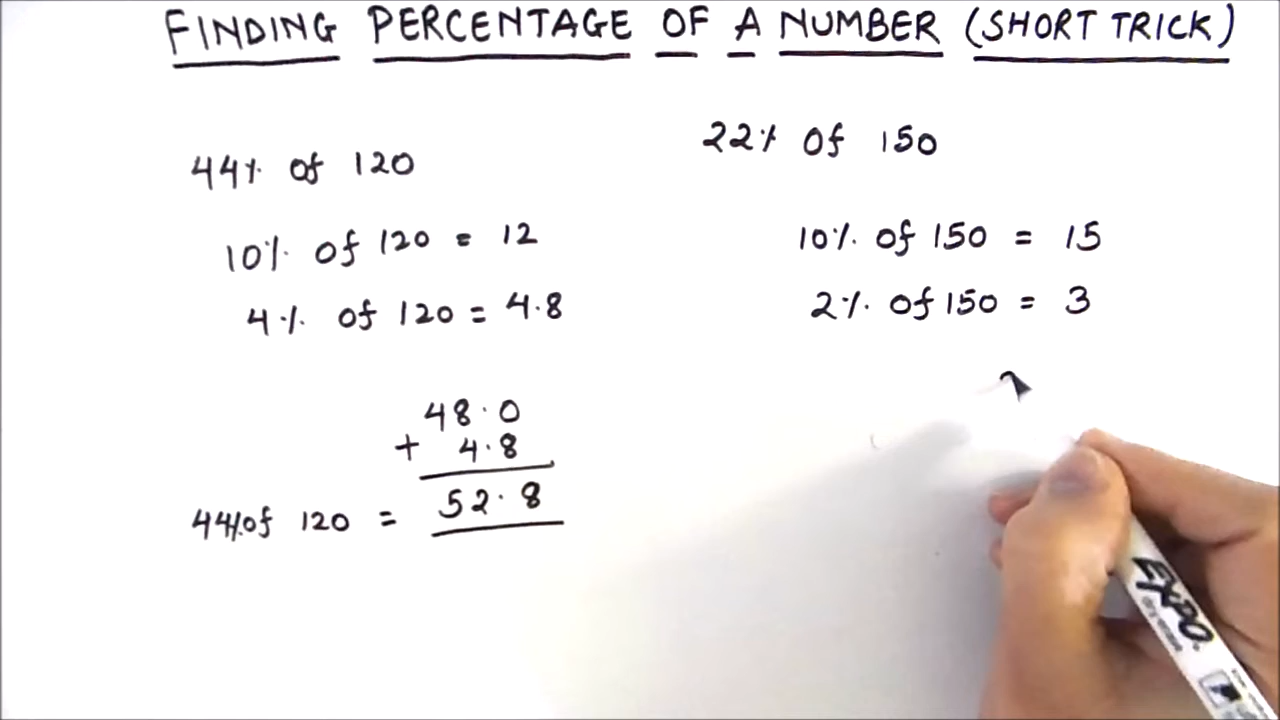 FINDING PERCENTAGE OF A NUMBER (SHORT TRICK)
44% of 120
10% of 120 = 12
4% of 120 = 4.8
48.0
+ 4.8
44% of 120 = 52.8
22% of 150
10% of 150 = 15
2% of 150 = 3
EXPO